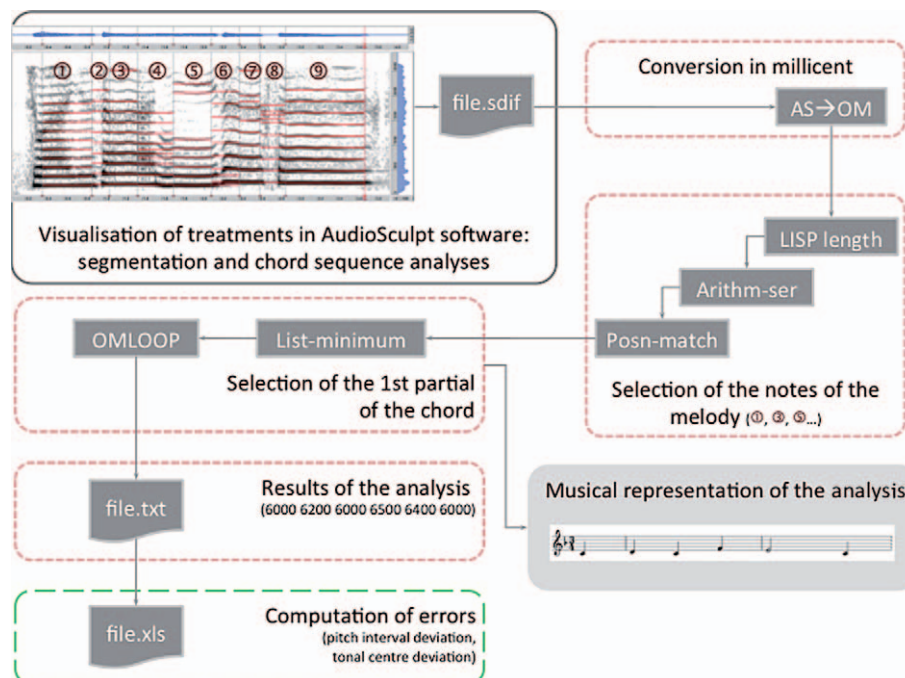 ① ② ③ ④ ⑤ ⑥ ⑦ ⑧ ⑨
file.sdif
Visualisation of treatments in AudioSculpt software:
segmentation and chord sequence analyses
Conversion in millicent
AS→OM
LISP length
Arithm-ser
Posn-match
Selection of the notes of the
melody (①, ③, ⑤...)
List-minimum
OMLOOP
Selection of the 1st partial
of the chord
Results of the analysis
(6000 6200 6000 6500 6400 6000)
file.txt
Musical representation of the analysis
Computation of errors
(pitch interval deviation,
tonal centre deviation)
file.xls